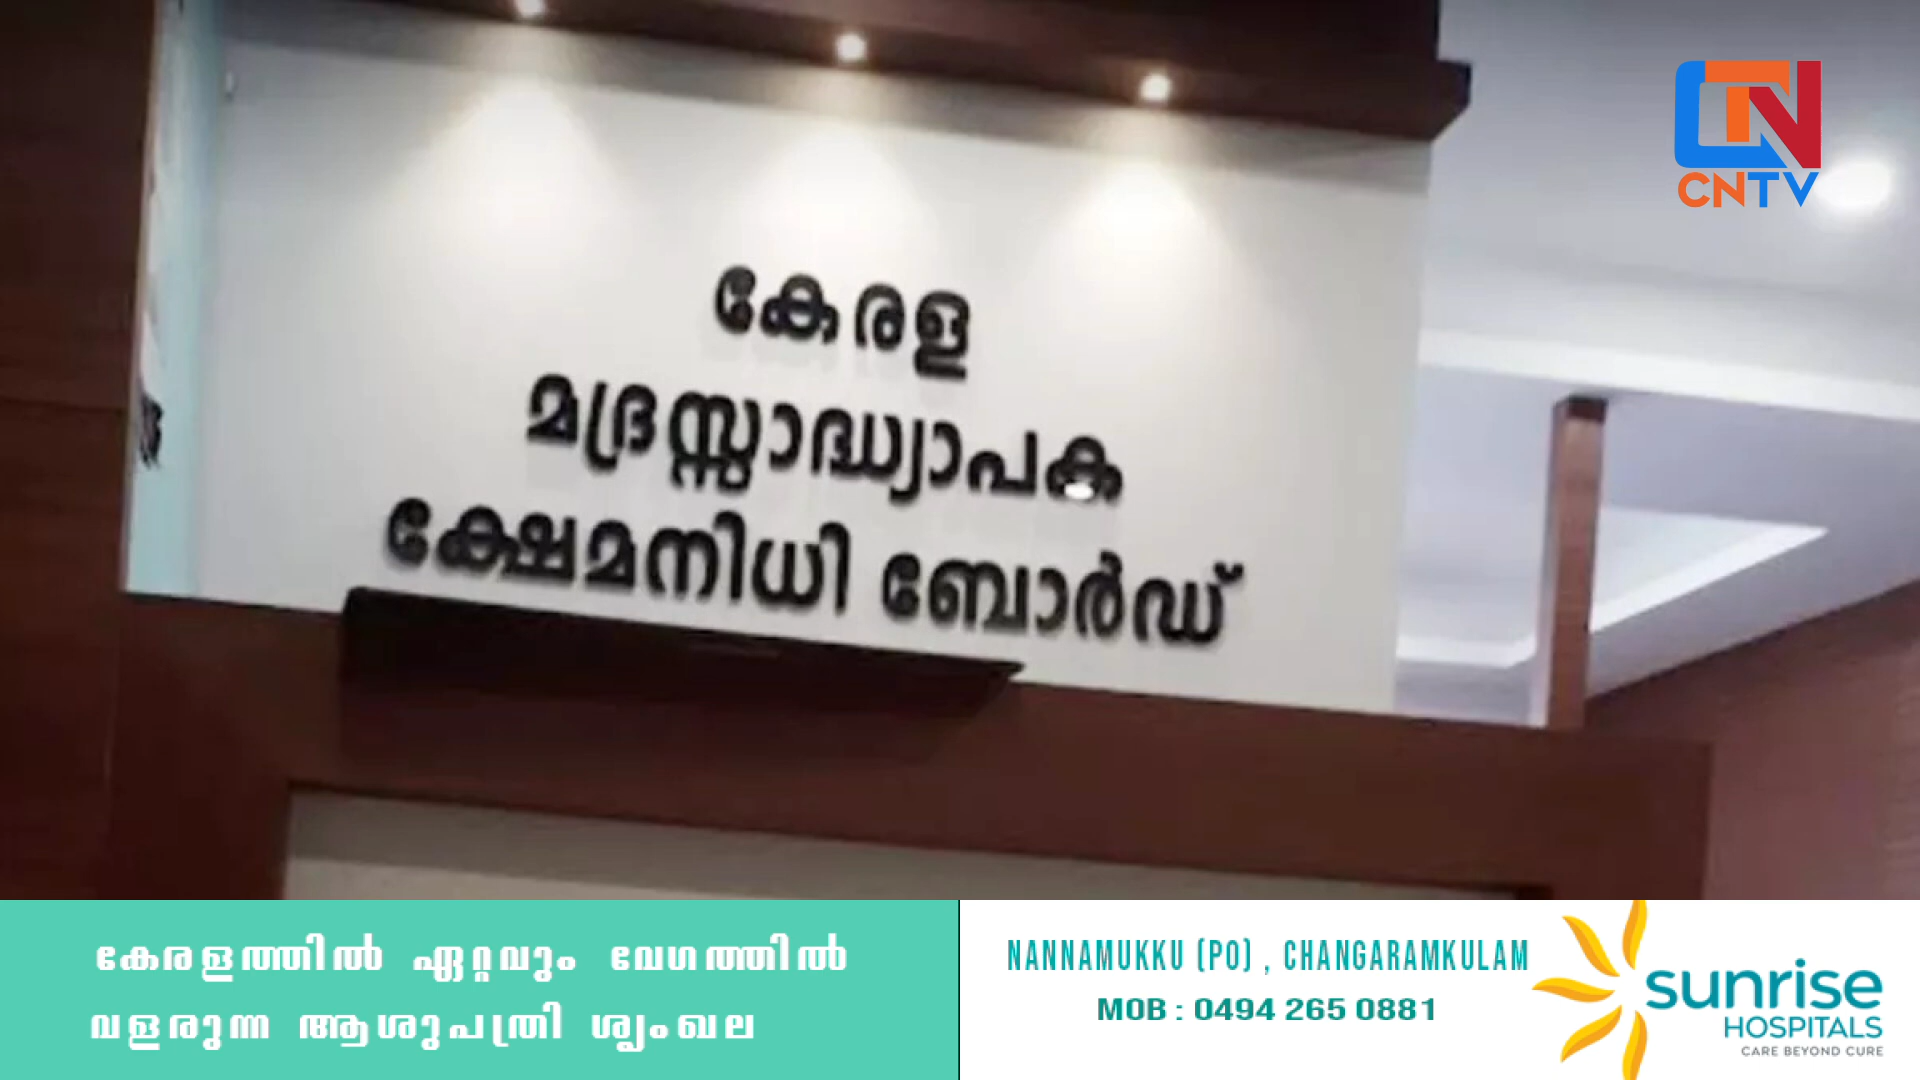 CNTV
കേരള
മദ്രസ്സാദ്ധ്യാപക
ക്ഷേമനിധി ബോർഡ്
കേരളത്തിൽ ഏറ്റവും വേഗത്തിൽ
വളരുന്ന ആശുപത്രി ശൃംഖല
NANNAMUKKU (PO) , CHANGARAMKULAM
MOB : 0494 265 0881
sunrise
HOSPITALS
CARE BEYOND CURE